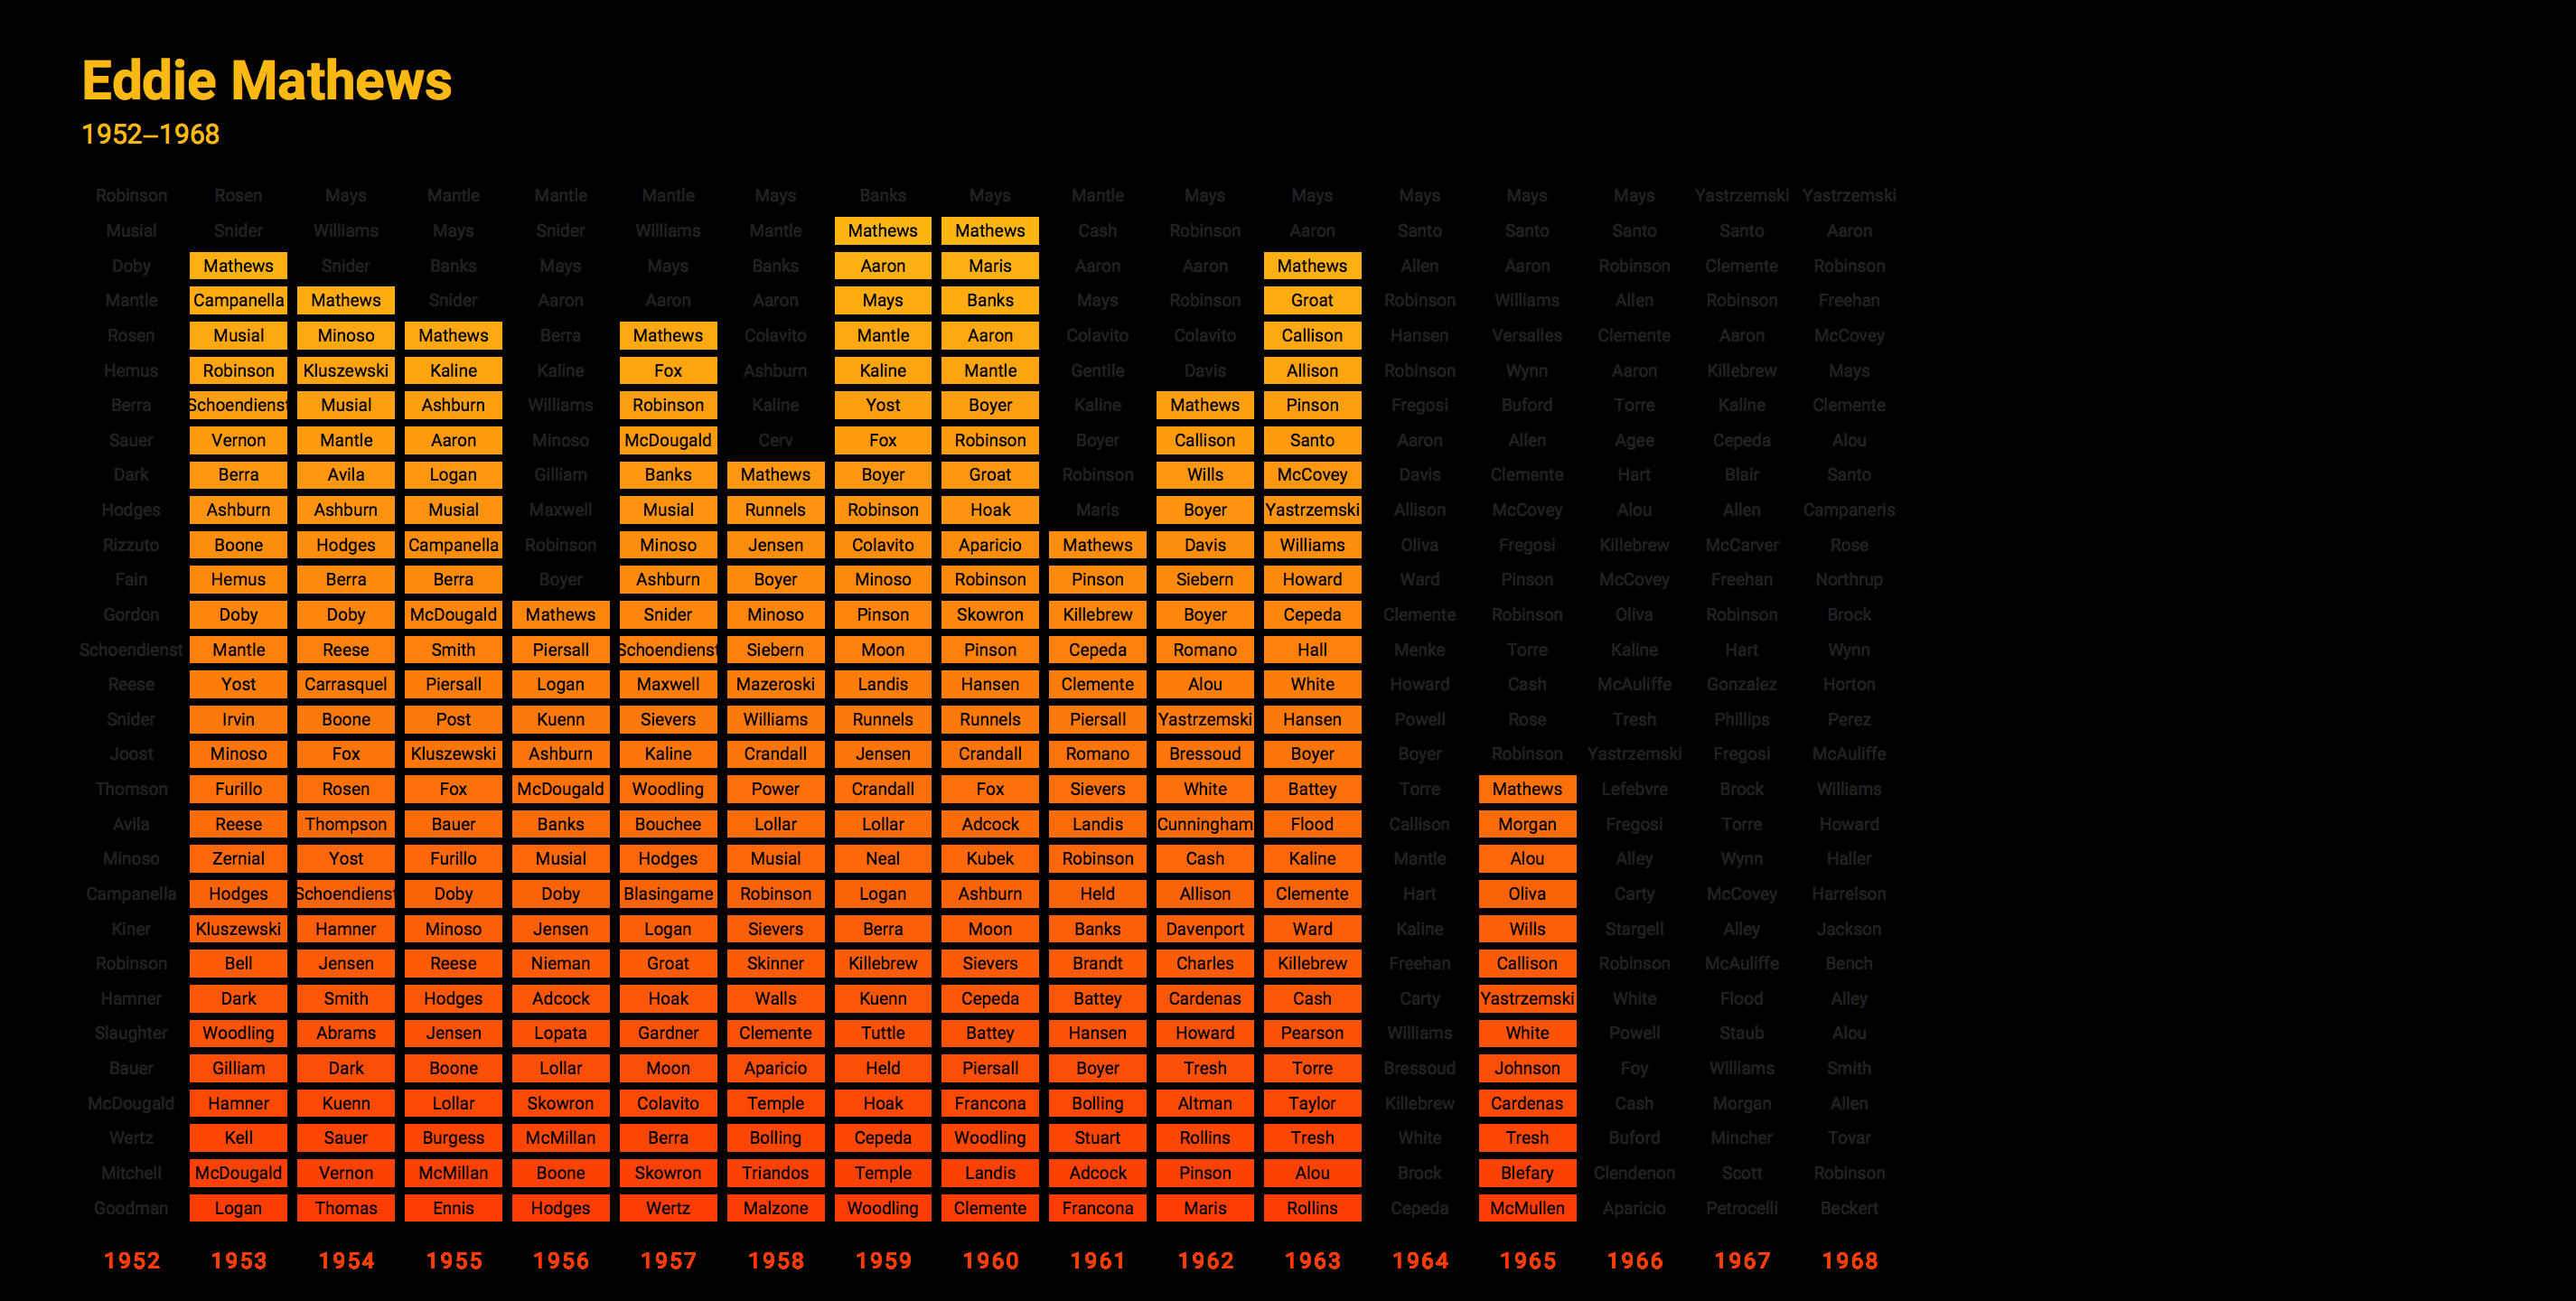 Eddie Mathews
1952–1968
Robinson Rosen Mays Mantle Mantle Mantle Mays Banks Mays Mantle Mays Mays Mays Mays Mays Yastrzemski Yastrzemski
Musial Snider Williams Mays Snider Williams Mantle Mathews Mathews Cash Robinson Aaron Santo Santo Santo Santo Aaron
Doby Mathews Snider Banks Mays Mays Banks Aaron Maris Aaron Aaron Mathews Allen Aaron Robinson Clemente Robinson
Mantle Campanella Mathews Snider Aaron Aaron Aaron Mays Banks Mays Robinson Groat Robinson Williams Allen Robinson Freehan
Rosen Musial Minoso Mathews Berra Mathews Colavito Mantle Aaron Colavito Colavito Callison Hansen Versalles Clemente Aaron McCovey
Hemus Robinson Kluszewski Kaline Kaline Fox Ashburn Kaline Mantle Gentile Davis Allison Robinson Wynn Aaron Killebrew Mays
Berra Schoendienst Musial Ashburn Williams Robinson Kaline Yost Boyer Kaline Mathews Pinson Fregosi Buford Torre Kaline Clemente
Sauer Vernon Mantle Aaron Minoso McDougald Cerv Fox Robinson Boyer Callison Santo Aaron Allen Agee Cepeda Alou
Dark Berra Avila Logan Gilliam Banks Mathews Boyer Groat Robinson Wills McCovey Davis Clemente Hart Blair Santo
Hodges Ashburn Ashburn Musial Maxwell Musial Runnels Robinson Hoak Maris Boyer Yastrzemski Allison McCovey Alou Allen Campaneris
Rizzuto Boone Hodges Campanella Robinson Minoso Jensen Colavito Aparicio Mathews Davis Williams Oliva Fregosi Killebrew McCarver Rose
Fain Hemus Berra Berra Boyer Ashburn Boyer Minoso Robinson Pinson Siebern Howard Ward Pinson McCovey Freehan Northrup
Gordon Doby Doby McDougald Mathews Snider Minoso Pinson Skowron Killebrew Boyer Cepeda Clemente Robinson Oliva Robinson Brock
Schoendienst Mantle Reese Smith Piersall Schoendienst Siebern Moon Pinson Cepeda Romano Hall Menke Torre Kaline Hart Wynn
Reese Yost Carrasquel Piersall Logan Maxwell Mazeroski Landis Hansen Clemente Alou White Howard Cash McAuliffe Gonzalez Horton
Snider Irvin Boone Post Kuenn Sievers Williams Runnels Runnels Piersall Yastrzemski Hansen Powell Rose Tresh Phillips Perez
Joost Minoso Fox Kluszewski Ashburn Kaline Crandall Jensen Crandall Romano Bressoud Boyer Boyer Robinson Yastrzemski Fregosi McAuliffe
Thomson Furillo Rosen Fox McDougald Woodling Power Crandall Fox Sievers White Battey Torre Mathews Lefebvre Brock Williams
Avila Reese Thompson Bauer Banks Bouchee Lollar Lollar Adcock Landis Cunningham Flood Callison Morgan Fregosi Torre Howard
Minoso Zernial Yost Furillo Musial Hodges Musial Neal Kubek Robinson Cash Kaline Mantle Alou Alley Wynn Haller
Campanella Hodges Schoendienst Doby Doby Blasingame Robinson Logan Ashburn Held Allison Clemente Hart Oliva Carty McCovey Harrelson
Kiner Kluszewski Hamner Minoso Jensen Logan Sievers Berra Moon Banks Davenport Ward Kaline Wills Stargell Alley Jackson
Robinson Bell Jensen Reese Nieman Groat Skinner Killebrew Sievers Brandt Charles Killebrew Freehan Callison Robinson McAuliffe Bench
Hamner Dark Smith Hodges Adcock Hoak Walls Kuenn Cepeda Battey Cardenas Cash Carty Yastrzemski White Flood Alley
Slaughter Woodling Abrams Jensen Lopata Gardner Clemente Tuttle Battey Hansen Howard Pearson Williams White Powell Staub Alou
Bauer Gilliam Dark Boone Lollar Moon Aparicio Held Piersall Boyer Tresh Torre Bressoud Johnson Foy Williams Smith
McDougald Hamner Kuenn Lollar Skowron Colavito Temple Hoak Francona Bolling Altman Taylor Killebrew Cardenas Cash Morgan Allen
Wertz Kell Sauer Burgess McMillan Berra Bolling Cepeda Woodling Stuart Rollins Tresh White Tresh Buford Mincher Tovar
Mitchell McDougald Vernon McMillan Boone Skowron Triandos Temple Landis Adcock Pinson Alou Brock Blefary Clendenon Scott Robinson
Goodman Logan Thomas Ennis Hodges Wertz Malzone Woodling Clemente Francona Maris Rollins Cepeda McMullen Aparicio Petrocelli Beckert
1952 1953 1954 1955 1956 1957 1958 1959 1960 1961 1962 1963 1964 1965 1966 1967 1968